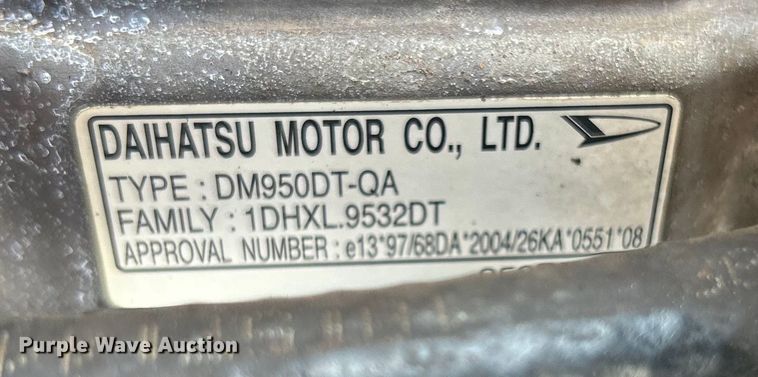 DAIHATSU MOTOR CO., LTD.
TYPE : DM950DT-QA
FAMILY : 1DHXL.9532DT
APPROVAL NUMBER : e13*97/68DA*2004/26KA*0551*08
Purple Wave Auction